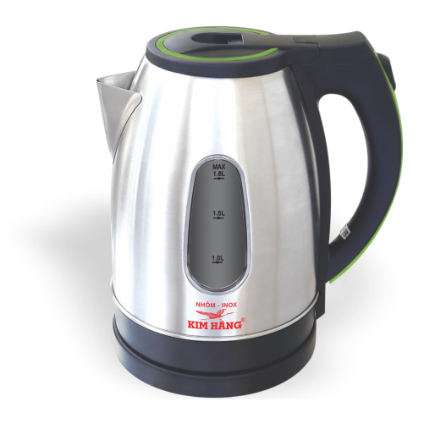 MAX
1.8L
1.5L
1.0L
NHÔM - INOX
KIM HẰNG®